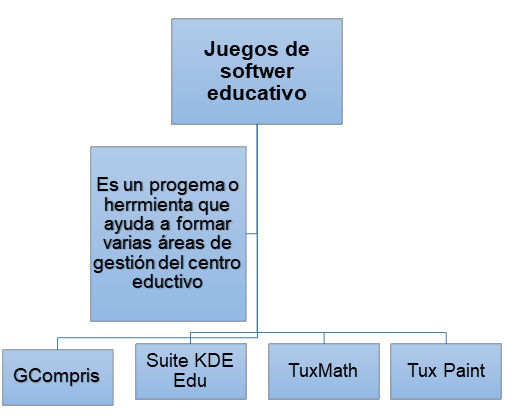 Juegos de
softwer
educativo
Es un progema o
herrmienta que
ayuda a formar
varias áreas de
gestión del centro
eductivo
GCompris
Suite KDE
Edu
TuxMath
Tux Paint